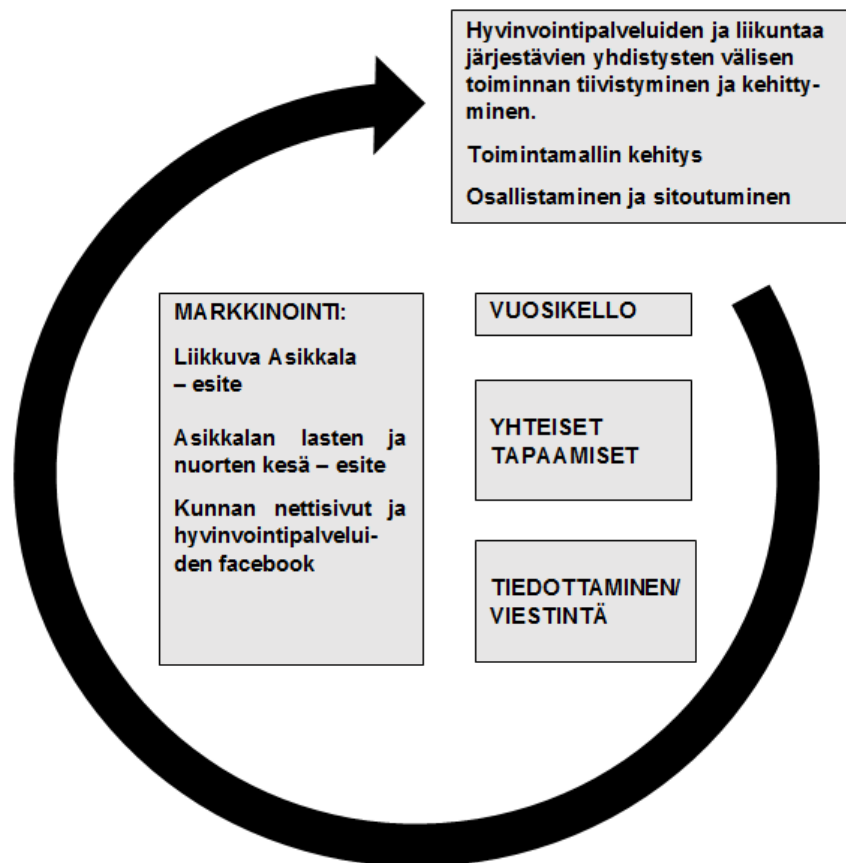 Hyvinvointipalveluiden ja liikuntaa
järjestävien yhdistysten välisen
toiminnan tiivistyminen ja kehitty-
minen.
Toimintamallin kehitys
Osallistaminen ja sitoutuminen
MARKKINOINTI:
Liikkuva Asikkala
– esite
Asikkalan lasten ja
nuorten kesä – esite
Kunnan nettisivut ja
hyvinvointipalvelui-
den facebook
VUOSIKELLO
YHTEISET
TAPAAMISET
TIEDOTTAMINEN/
VIESTINTÄ